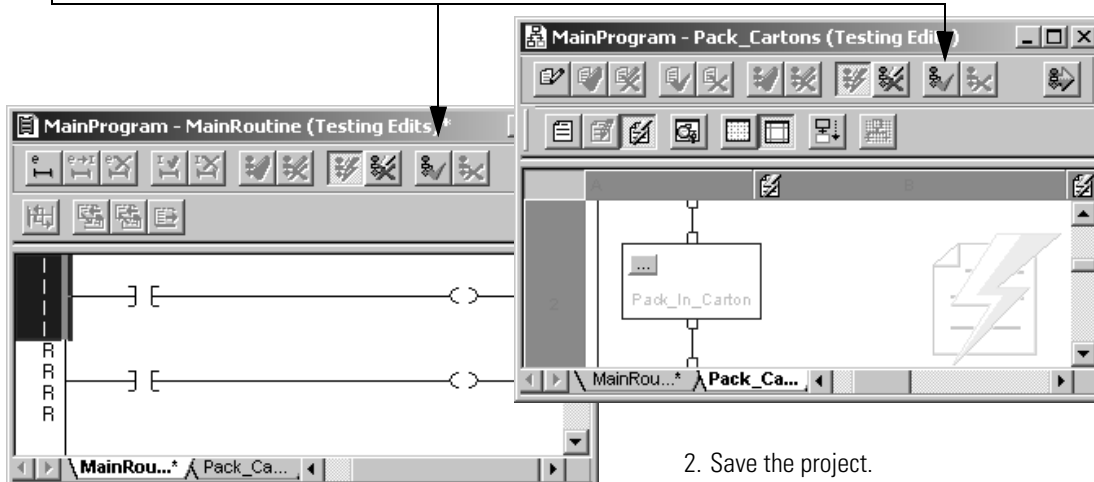 MainProgram - Pack_Cartons (Testing Edits)
MainProgram - MainRoutine (Testing Edits) *
A
B
2
...
Pack_In_Carton
MainRou...*
Pack_Ca...
I
I
I
I
R
R
R
R
MainRou...*
Pack_Ca...
2. Save the project.